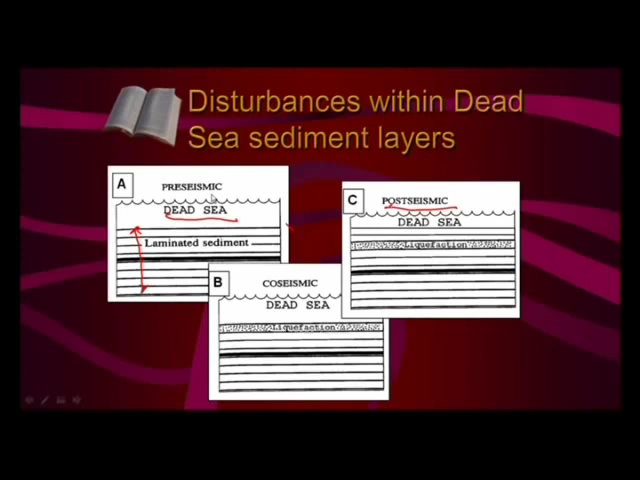 Disturbances within Dead
Sea sediment layers
A
PRESEISMIC
DEAD SEA
Laminated sediment
B
COSEISMIC
DEAD SEA
liquefaction
C
POSTSEISMIC
DEAD SEA
liquefaction